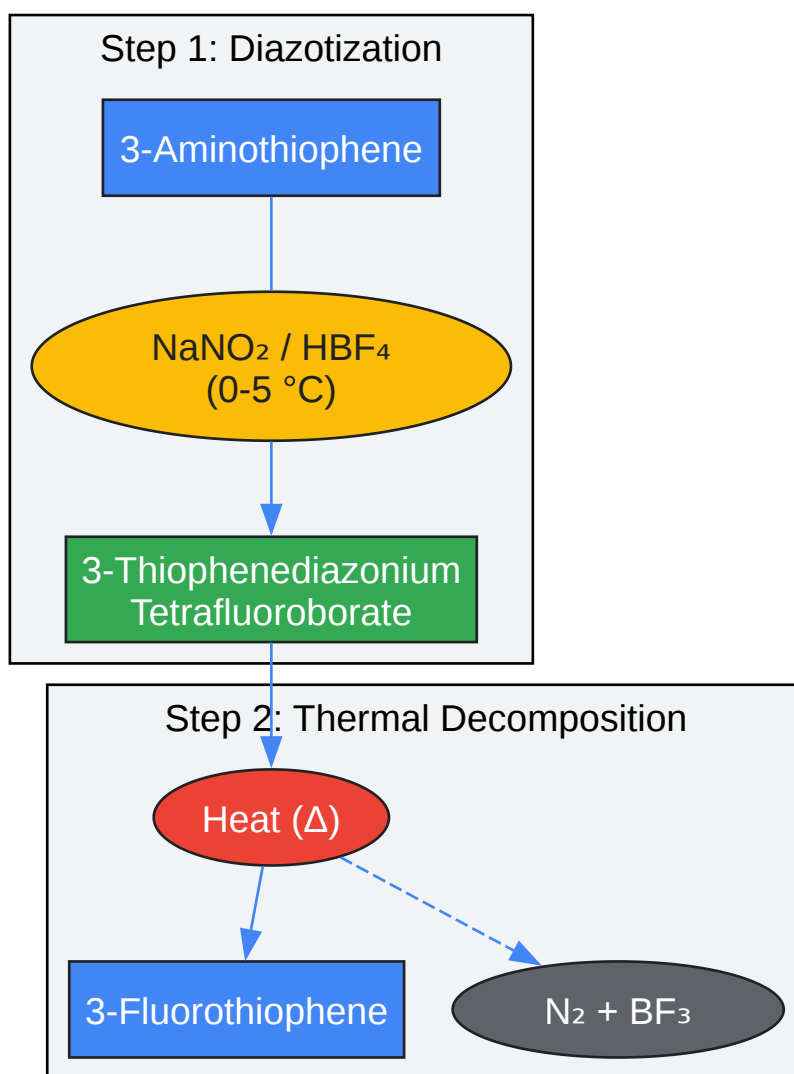 Step 1: Diazotization
3-Aminothiophene
NaNO₂ / HBF₄
(0-5 °C)
3-Thiophenediazonium
Tetrafluoroborate
Step 2: Thermal Decomposition
Heat (Δ)
3-Fluorothiophene
N₂ + BF₃